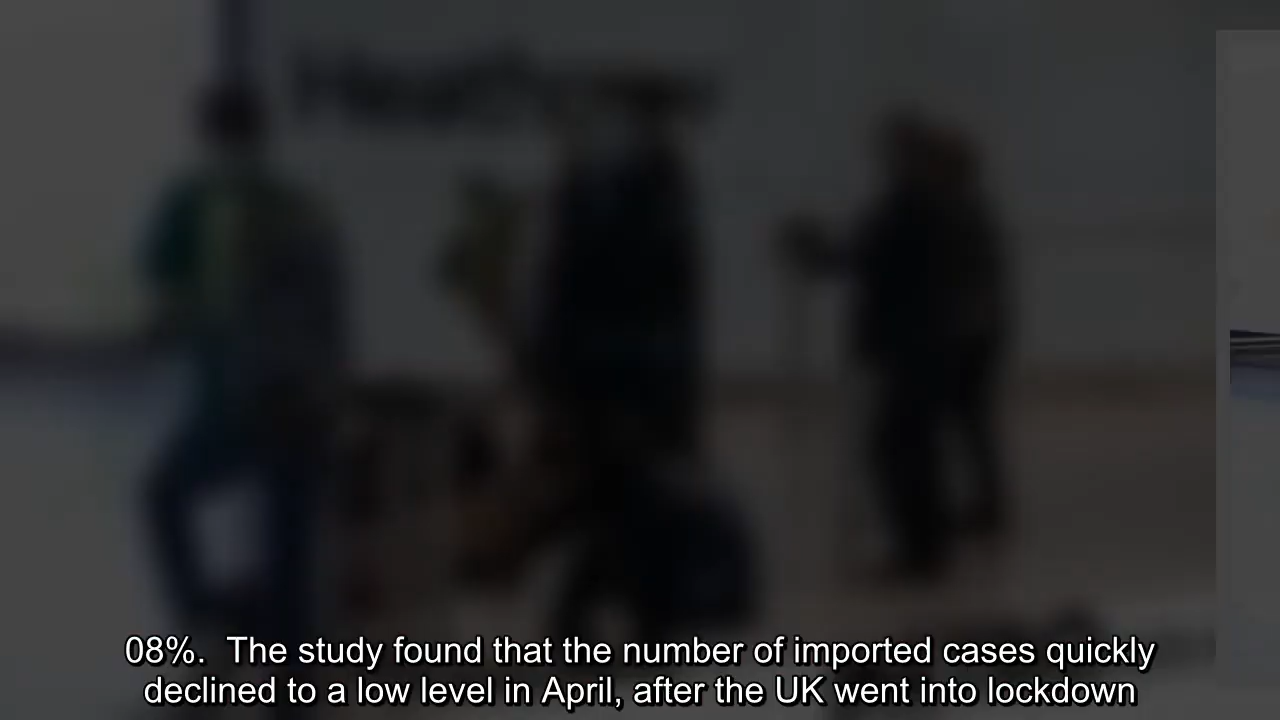 Heathrow
08%. The study found that the number of imported cases quickly
declined to a low level in April, after the UK went into lockdown